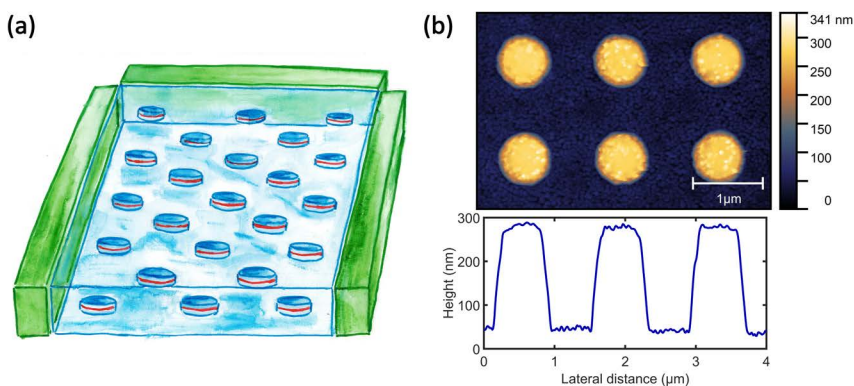 (a)
(b)
341 nm
300
250
200
150
100
0
1μm
Height (nm)
300
200
100
0
0 1 2 3 4
Lateral distance (μm)